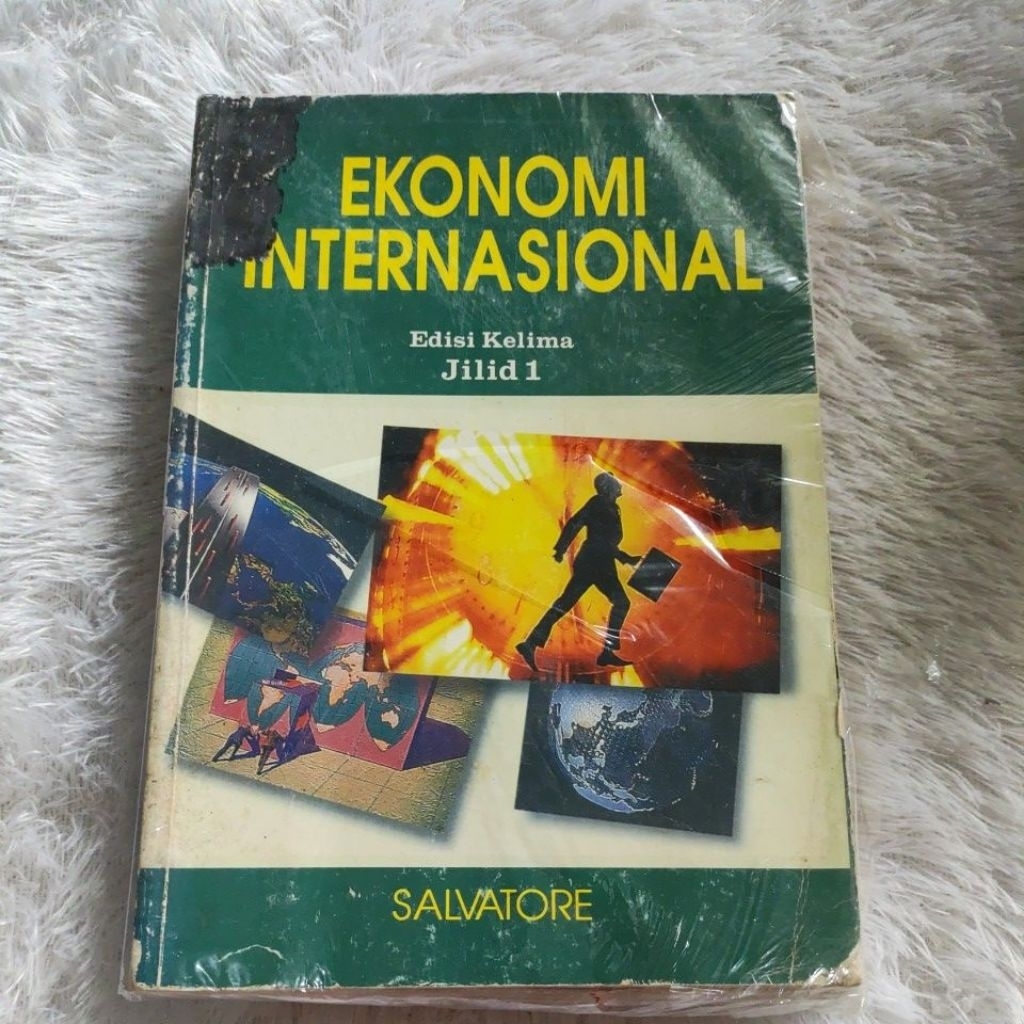 EKONOMI
INTERNASIONAL
Edisi Kelima
Jilid 1
SALVATORE